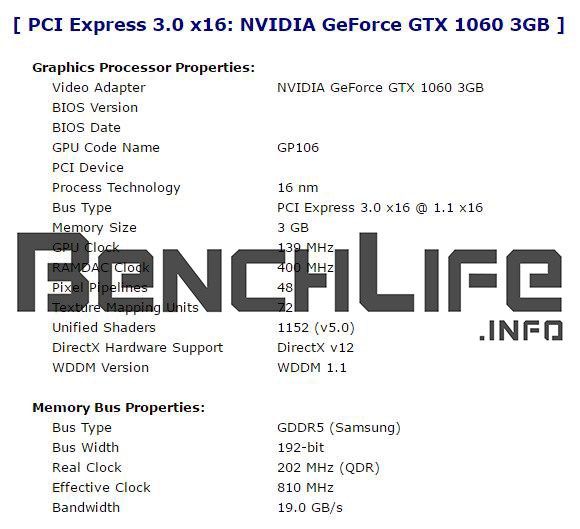 [ PCI Express 3.0 x16: NVIDIA GeForce GTX 1060 3GB ]
Graphics Processor Properties:
Video Adapter NVIDIA GeForce GTX 1060 3GB
BIOS Version
BIOS Date
GPU Code Name GP106
PCI Device
Process Technology 16 nm
Bus Type PCI Express 3.0 x16 @ 1.1 x16
Memory Size 3 GB
GPU Clock 139 MHz
RAMDAC Clock 400 MHz
Pixel Pipelines 48
Texture Mapping Units 72
BENCHLIFE
.INFO
Unified Shaders 1152 (v5.0)
DirectX Hardware Support DirectX v12
WDDM Version WDDM 1.1
Memory Bus Properties:
Bus Type GDDR5 (Samsung)
Bus Width 192-bit
Real Clock 202 MHz (QDR)
Effective Clock 810 MHz
Bandwidth 19.0 GB/s